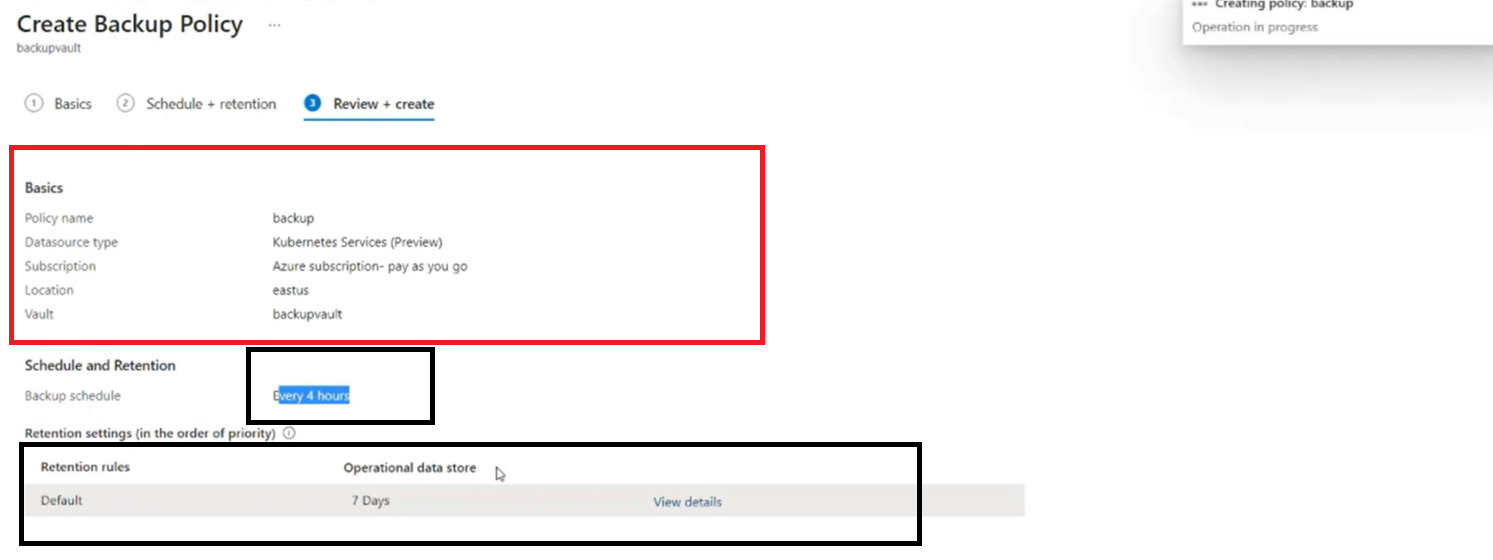 Create Backup Policy ...
backupvault
Creating policy: backup
Operation in progress
1 Basics 2 Schedule + retention 3 Review + create
Basics
Policy name backup
Datasource type Kubernetes Services (Preview)
Subscription Azure subscription- pay as you go
Location eastus
Vault backupvault
Schedule and Retention
Backup schedule Every 4 hours
Retention settings (in the order of priority)
Retention rules Operational data store
Default 7 Days View details